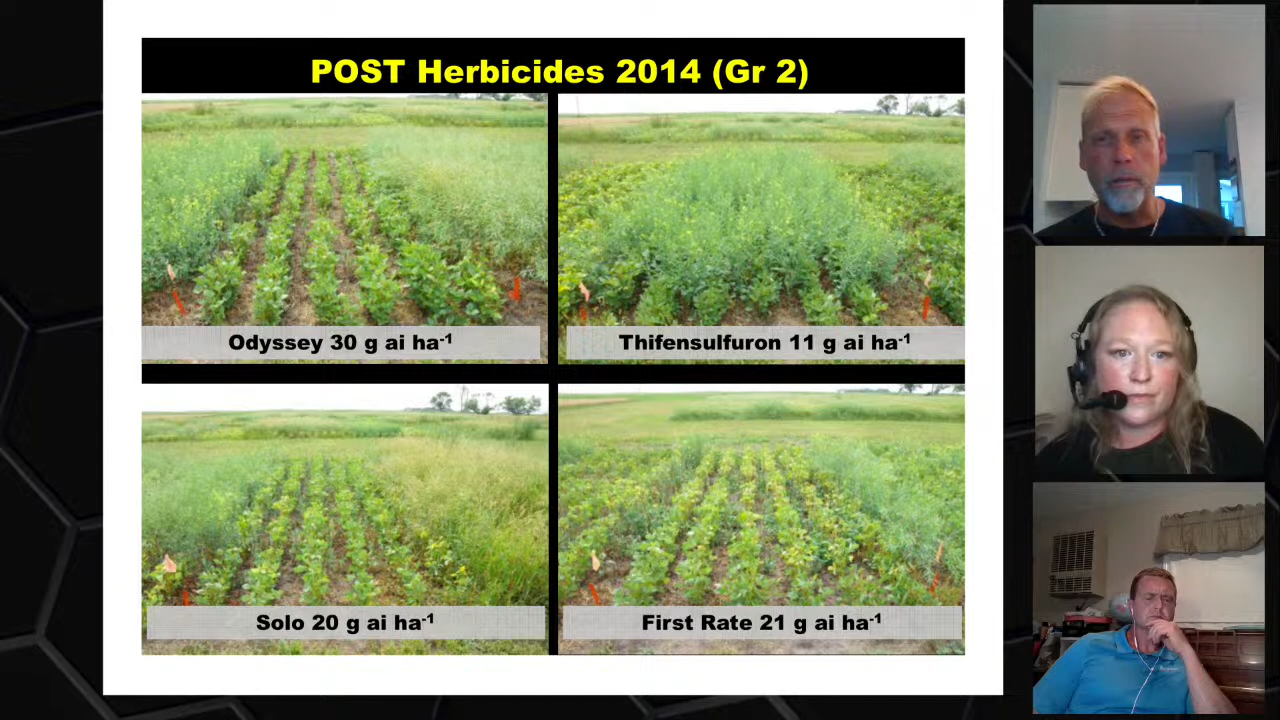 POST Herbicides 2014 (Gr 2)
Odyssey 30 g ai ha-1
Thifensulfuron 11 g ai ha-1
Solo 20 g ai ha-1
First Rate 21 g ai ha-1